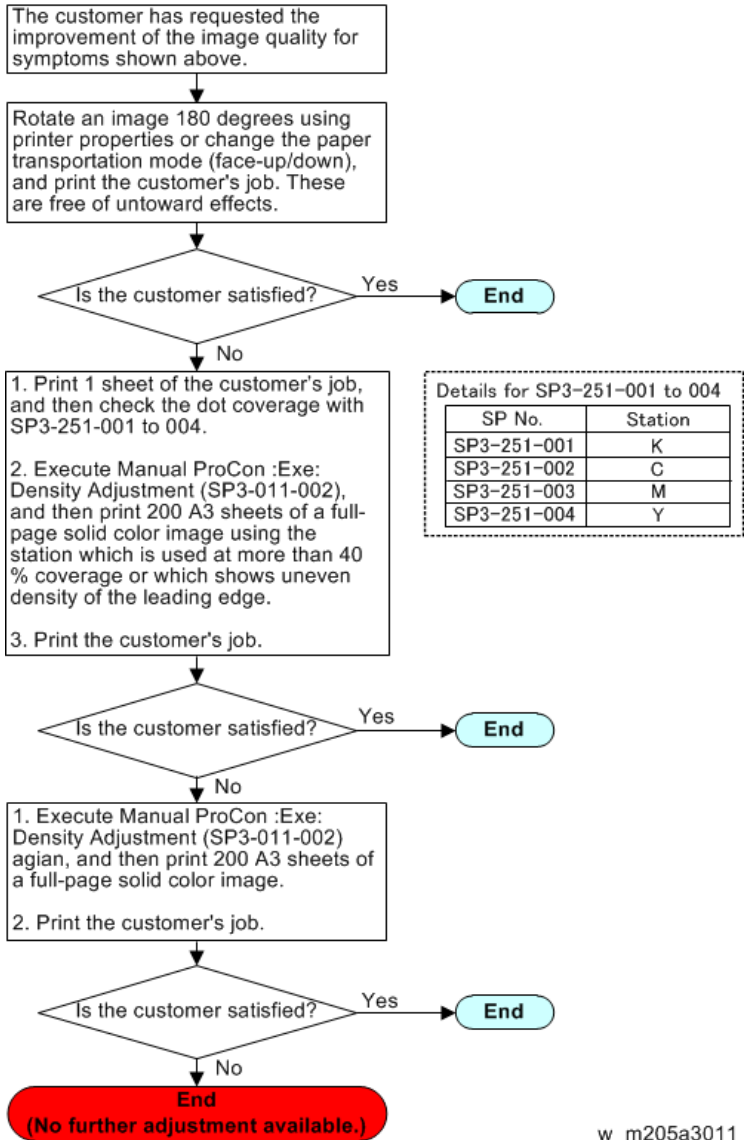 The customer has requested the
improvement of the image quality for
symptoms shown above.
Rotate an image 180 degrees using
printer properties or change the paper
transportation mode (face-up/down),
and print the customer's job. These
are free of untoward effects.
Is the customer satisfied?
Yes
End
No
1. Print 1 sheet of the customer's job,
and then check the dot coverage with
SP3-251-001 to 004.
2. Execute Manual ProCon :Exe:
Density Adjustment (SP3-011-002),
and then print 200 A3 sheets of a full-
page solid color image using the
station which is used at more than 40
% coverage or which shows uneven
density of the leading edge.
3. Print the customer's job.
Details for SP3-251-001 to 004
SP No. Station
SP3-251-001 K
SP3-251-002 C
SP3-251-003 M
SP3-251-004 Y
Is the customer satisfied?
Yes
End
No
1. Execute Manual ProCon :Exe:
Density Adjustment (SP3-011-002)
agian, and then print 200 A3 sheets of
a full-page solid color image.
2. Print the customer's job.
Is the customer satisfied?
Yes
End
No
End
(No further adjustment available.)
w_m205a3011